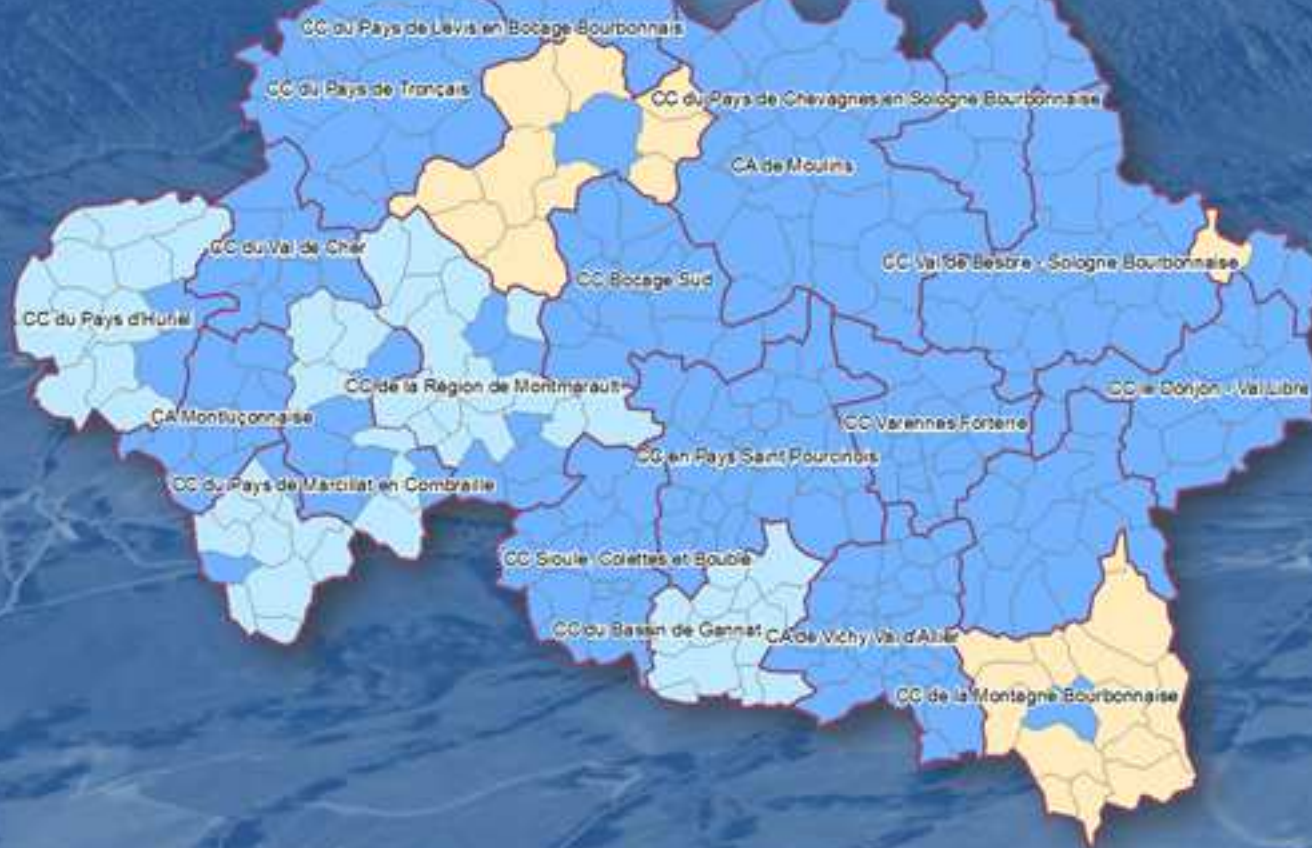 CC du Pays de Lévis en Bocage Bourbonnais
CC du Pays de Tronçais
CC du Pays de Chevagnes en Sologne Bourbonnaise
CA de Moulins
CC du Val de Cher
CC Val de Besbre - Sologne Bourbonnaise
CC Bocage Sud
CC du Pays d'Huriel
CC de la Région de Montmarault
CC le Donjon - Val Libre
CA Montluçonnaise
CC Varennes Forterre
CC en Pays Saint Pourcinois
CC du Pays de Marcillat en Combraille
CC Sioule Colettes et Bouble
CC du Bassin de Gannat
CA de Vichy Val d'Allier
CC de la Montagne Bourbonnaise